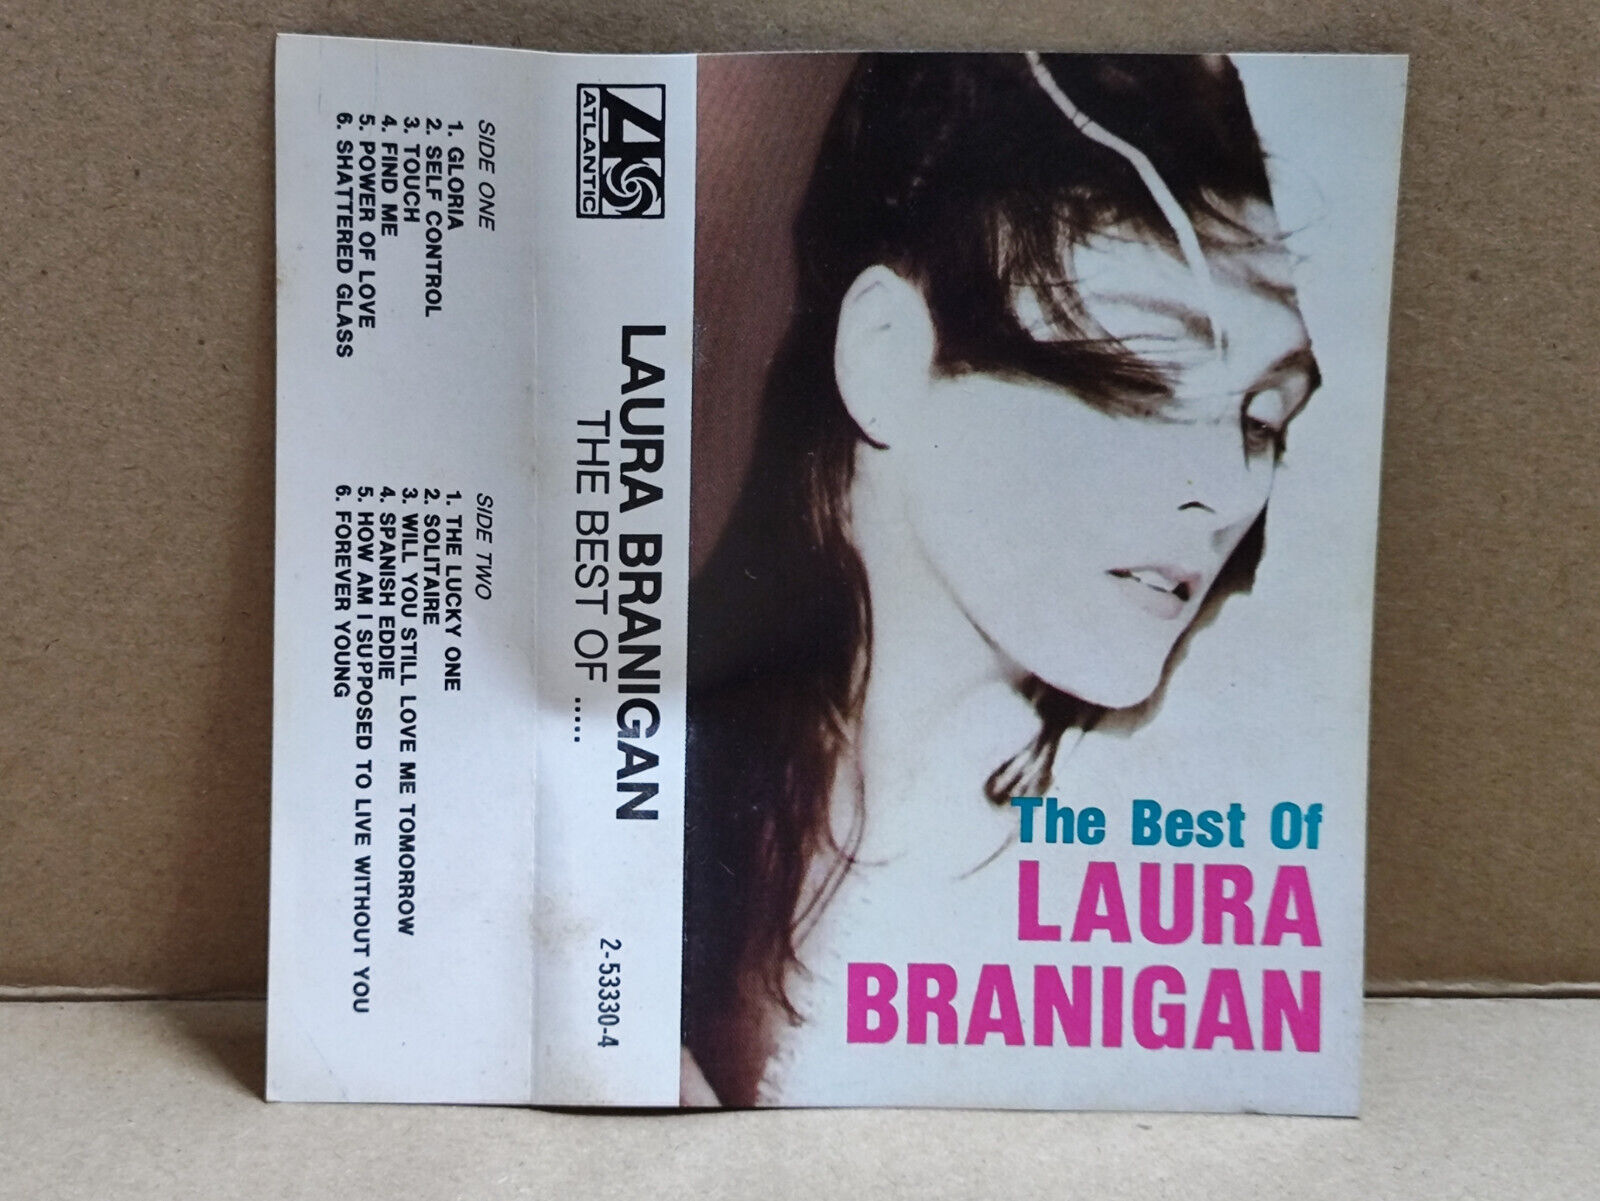 SIDE ONE
1. GLORIA
2. SELF CONTROL
3. TOUCH
4. FIND ME
5. POWER OF LOVE
6. SHATTERED GLASS
SIDE TWO
1. THE LUCKY ONE
2. SOLITAIRE
3. WILL YOU STILL LOVE ME TOMORROW
4. SPANISH EDDIE
5. HOW AM I SUPPOSED TO LIVE WITHOUT YOU
6. FOREVER YOUNG
ATLANTIC
LAURA BRANIGAN
THE BEST OF .....
2-53330-4
The Best Of
LAURA
BRANIGAN